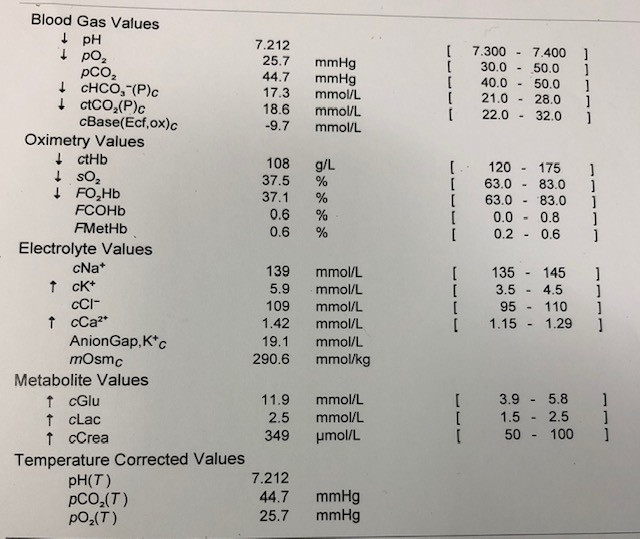 Blood Gas Values
↓ pH 7.212 [ 7.300 - 7.400 ]
↓ pO₂ 25.7 mmHg [ 30.0 - 50.0 ]
pCO₂ 44.7 mmHg [ 40.0 - 50.0 ]
↓ cHCO₃⁻(P)c 17.3 mmol/L [ 21.0 - 28.0 ]
↓ ctCO₂(P)c 18.6 mmol/L [ 22.0 - 32.0 ]
cBase(Ecf,ox)c -9.7 mmol/L
Oximetry Values
↓ ctHb 108 g/L [ 120 - 175 ]
↓ sO₂ 37.5 % [ 63.0 - 83.0 ]
↓ FO₂Hb 37.1 % [ 63.0 - 83.0 ]
FCOHb 0.6 % [ 0.0 - 0.8 ]
FMetHb 0.6 % [ 0.2 - 0.6 ]
Electrolyte Values
cNa⁺ 139 mmol/L [ 135 - 145 ]
↑ cK⁺ 5.9 mmol/L [ 3.5 - 4.5 ]
cCl⁻ 109 mmol/L [ 95 - 110 ]
↑ cCa²⁺ 1.42 mmol/L [ 1.15 - 1.29 ]
AnionGap,K⁺c 19.1 mmol/L
mOsmc 290.6 mmol/kg
Metabolite Values
↑ cGlu 11.9 mmol/L [ 3.9 - 5.8 ]
↑ cLac 2.5 mmol/L [ 1.5 - 2.5 ]
↑ cCrea 349 µmol/L [ 50 - 100 ]
Temperature Corrected Values
pH(T) 7.212
pCO₂(T) 44.7 mmHg
pO₂(T) 25.7 mmHg